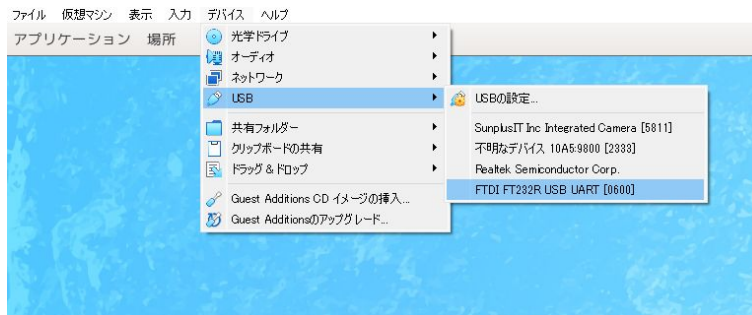 ファイル 仮想マシン 表示 入力 デバイス ヘルプ
アプリケーション 場所
光学ドライブ
オーディオ
ネットワーク
USB
共有フォルダー
クリップボードの共有
ドラッグ & ドロップ
Guest Additions CD イメージの挿入...
Guest Additionsのアップグレード...
USBの設定...
SunplusIT Inc Integrated Camera [5811]
不明なデバイス 10A5:9800 [2333]
Realtek Semiconductor Corp.
FTDI FT232R USB UART [0600]